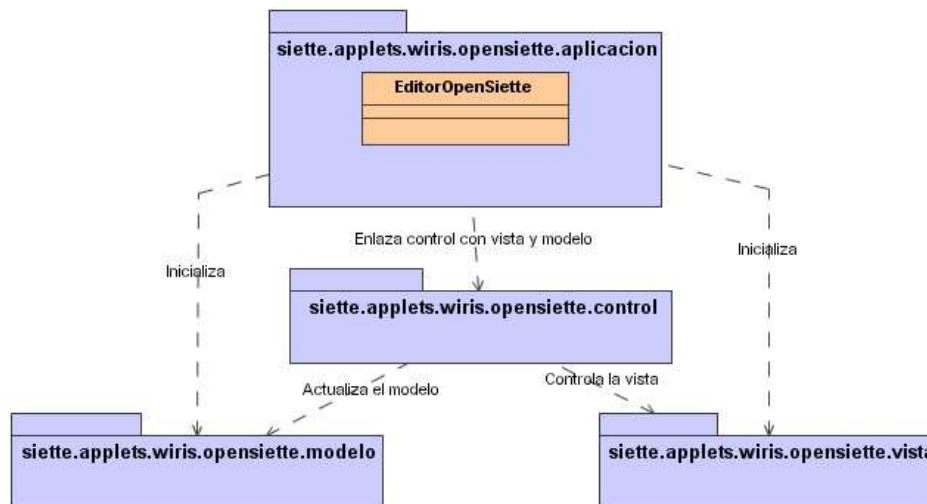 siette.applets.wiris.opensiette.aplicacion
EditorOpenSiette
Enlaza control con vista y modelo
Inicializa
Inicializa
siette.applets.wiris.opensiette.control
Actualiza el modelo
Controla la vista
siette.applets.wiris.opensiette.modelo
siette.applets.wiris.opensiette.vista